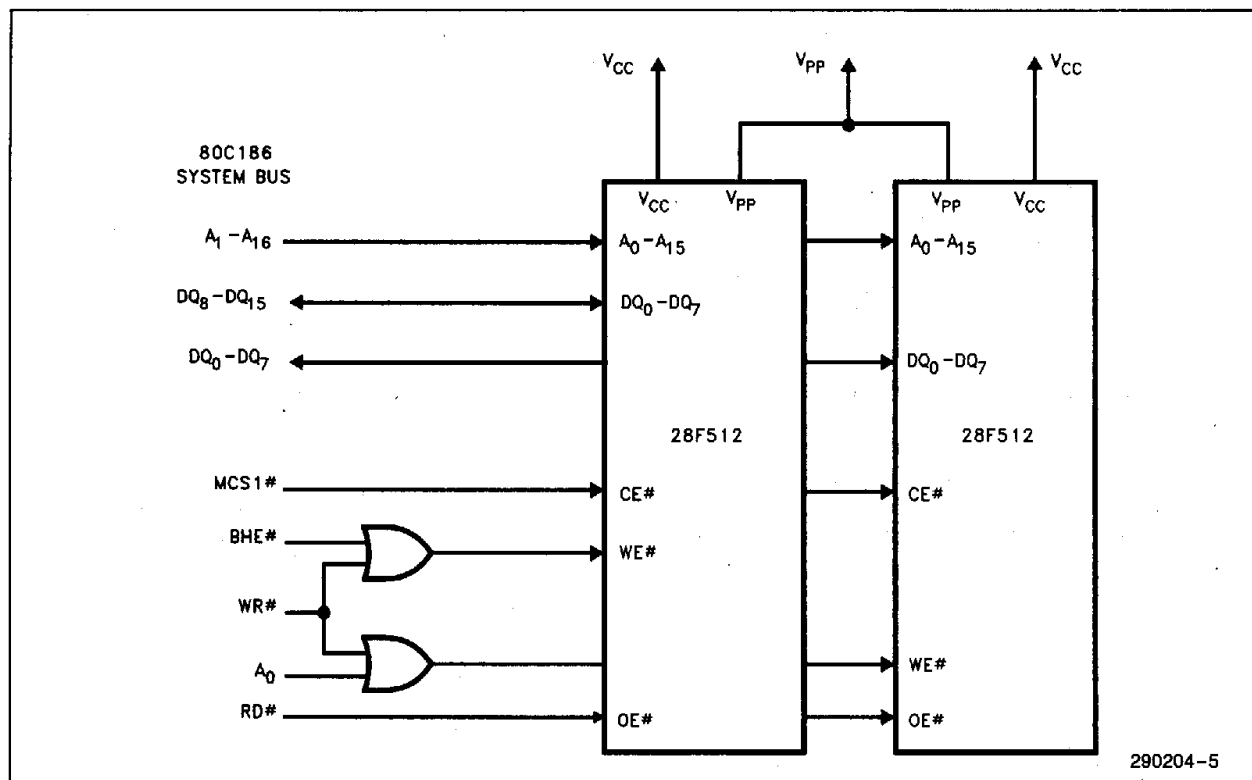 V_CC V_PP V_CC
80C186
SYSTEM BUS
V_CC V_PP V_PP V_CC
A_1-A_16 A_0-A_15 A_0-A_15
DQ_8-DQ_15 DQ_0-DQ_7
DQ_0-DQ_7 DQ_0-DQ_7
28F512 28F512
MCS1# CE# CE#
BHE#
WE#
WR#
A_0 WE#
RD# OE# OE#
290204-5